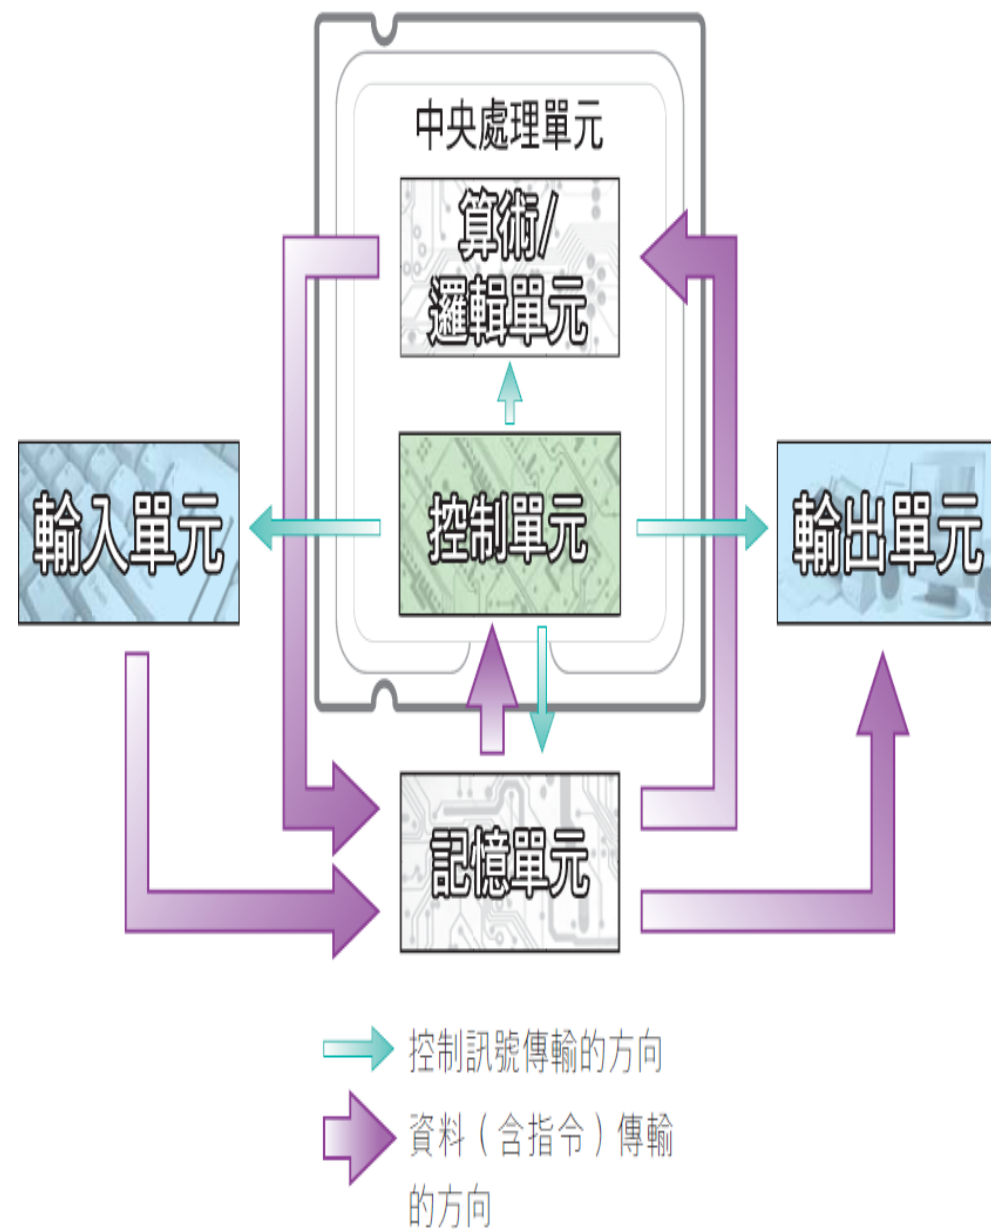 中央處理單元
算術/
邏輯單元
輸入單元
控制單元
輸出單元
記憶單元
控制訊號傳輸的方向
資料（含指令）傳輸
的方向